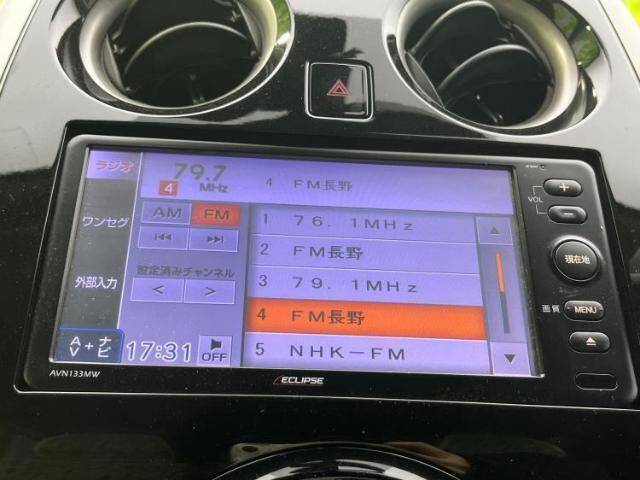 ラジオ
79.7
4 MHz
4 FM長野
AM FM
ワンセグ
設定済みチャンネル
< >
外部入力
AV+ナビ
17:31
OFF
1 76.1MHz
2 FM長野
3 79.1MHz
4 FM長野
5 NHK-FM
AVN133MW
ECLIPSE
VOL
+
-
現在地
画質 MENU